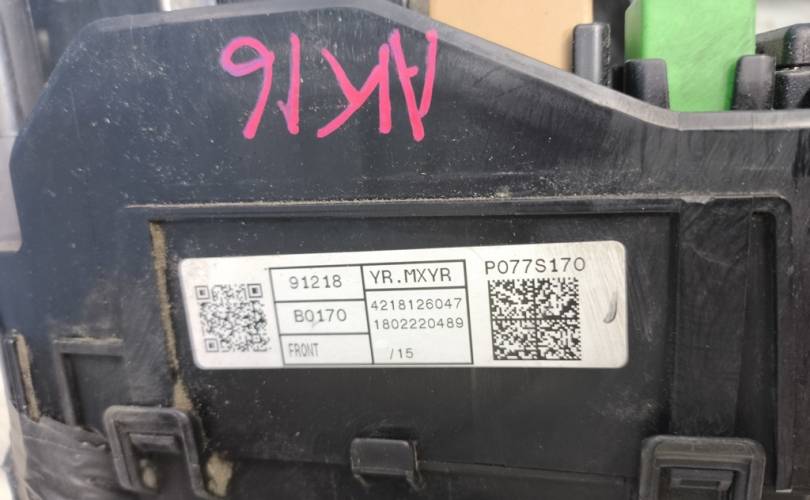 AK16
91218
YR.MXYR
P077S170
B0170
4218126047
1802220489
FRONT
/15